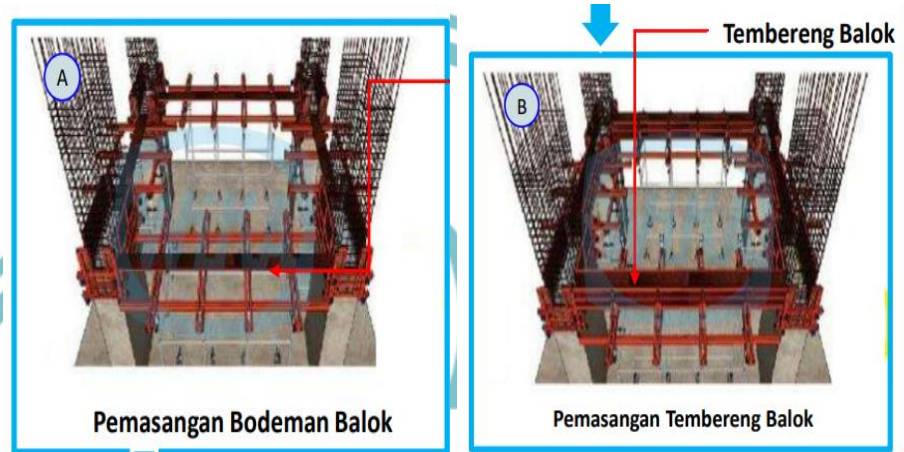 A
Pemasangan Bodeman Balok
Tembereng Balok
B
Pemasangan Tembereng Balok